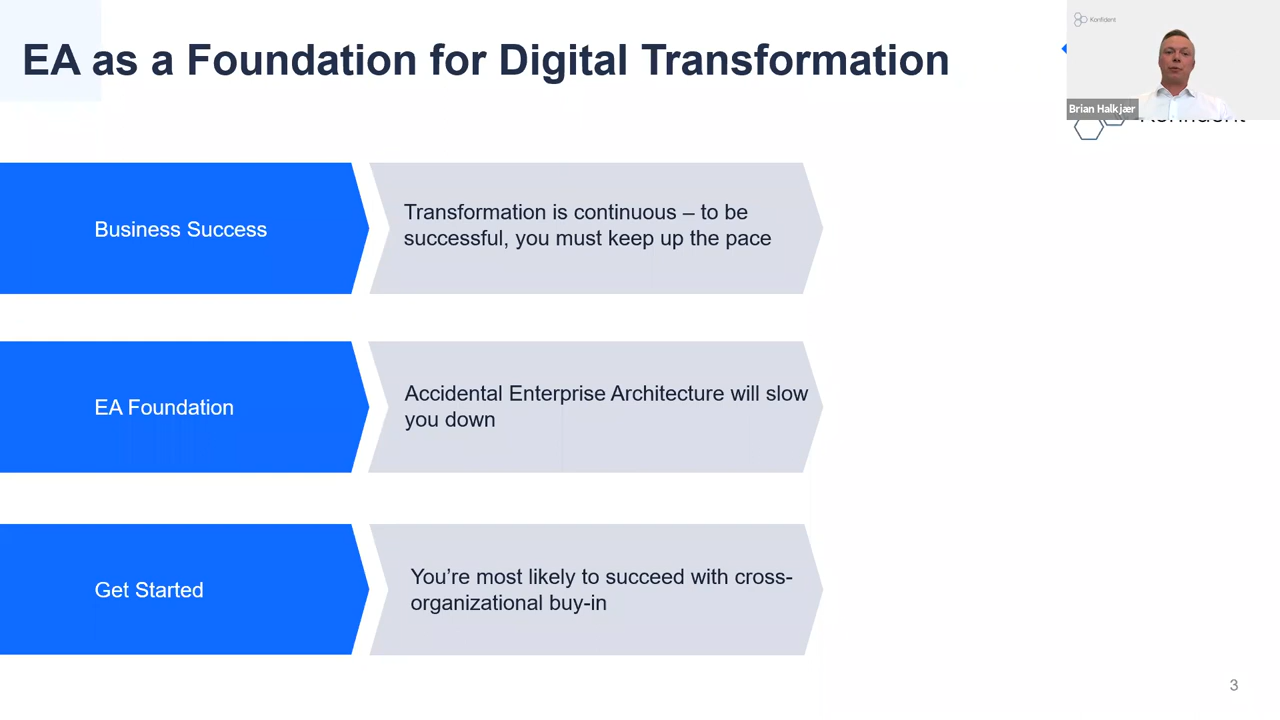 EA as a Foundation for Digital Transformation
Konfident
Brian Halkjær
Konfident
Business Success
Transformation is continuous – to be
successful, you must keep up the pace
EA Foundation
Accidental Enterprise Architecture will slow
you down
Get Started
You’re most likely to succeed with cross-
organizational buy-in
3